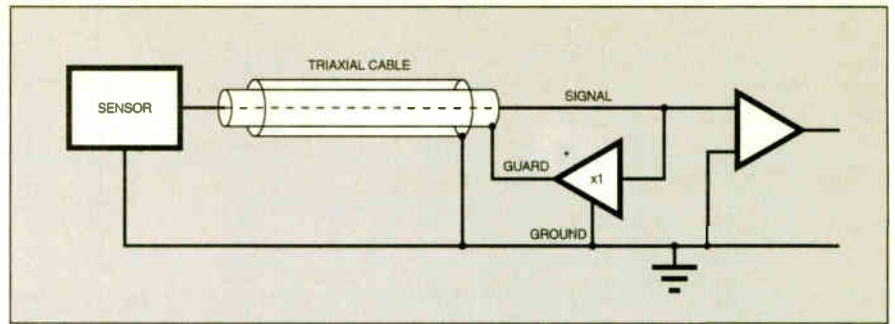 TRIAXIAL CABLE
SENSOR
SIGNAL
GUARD
*
x1
GROUND